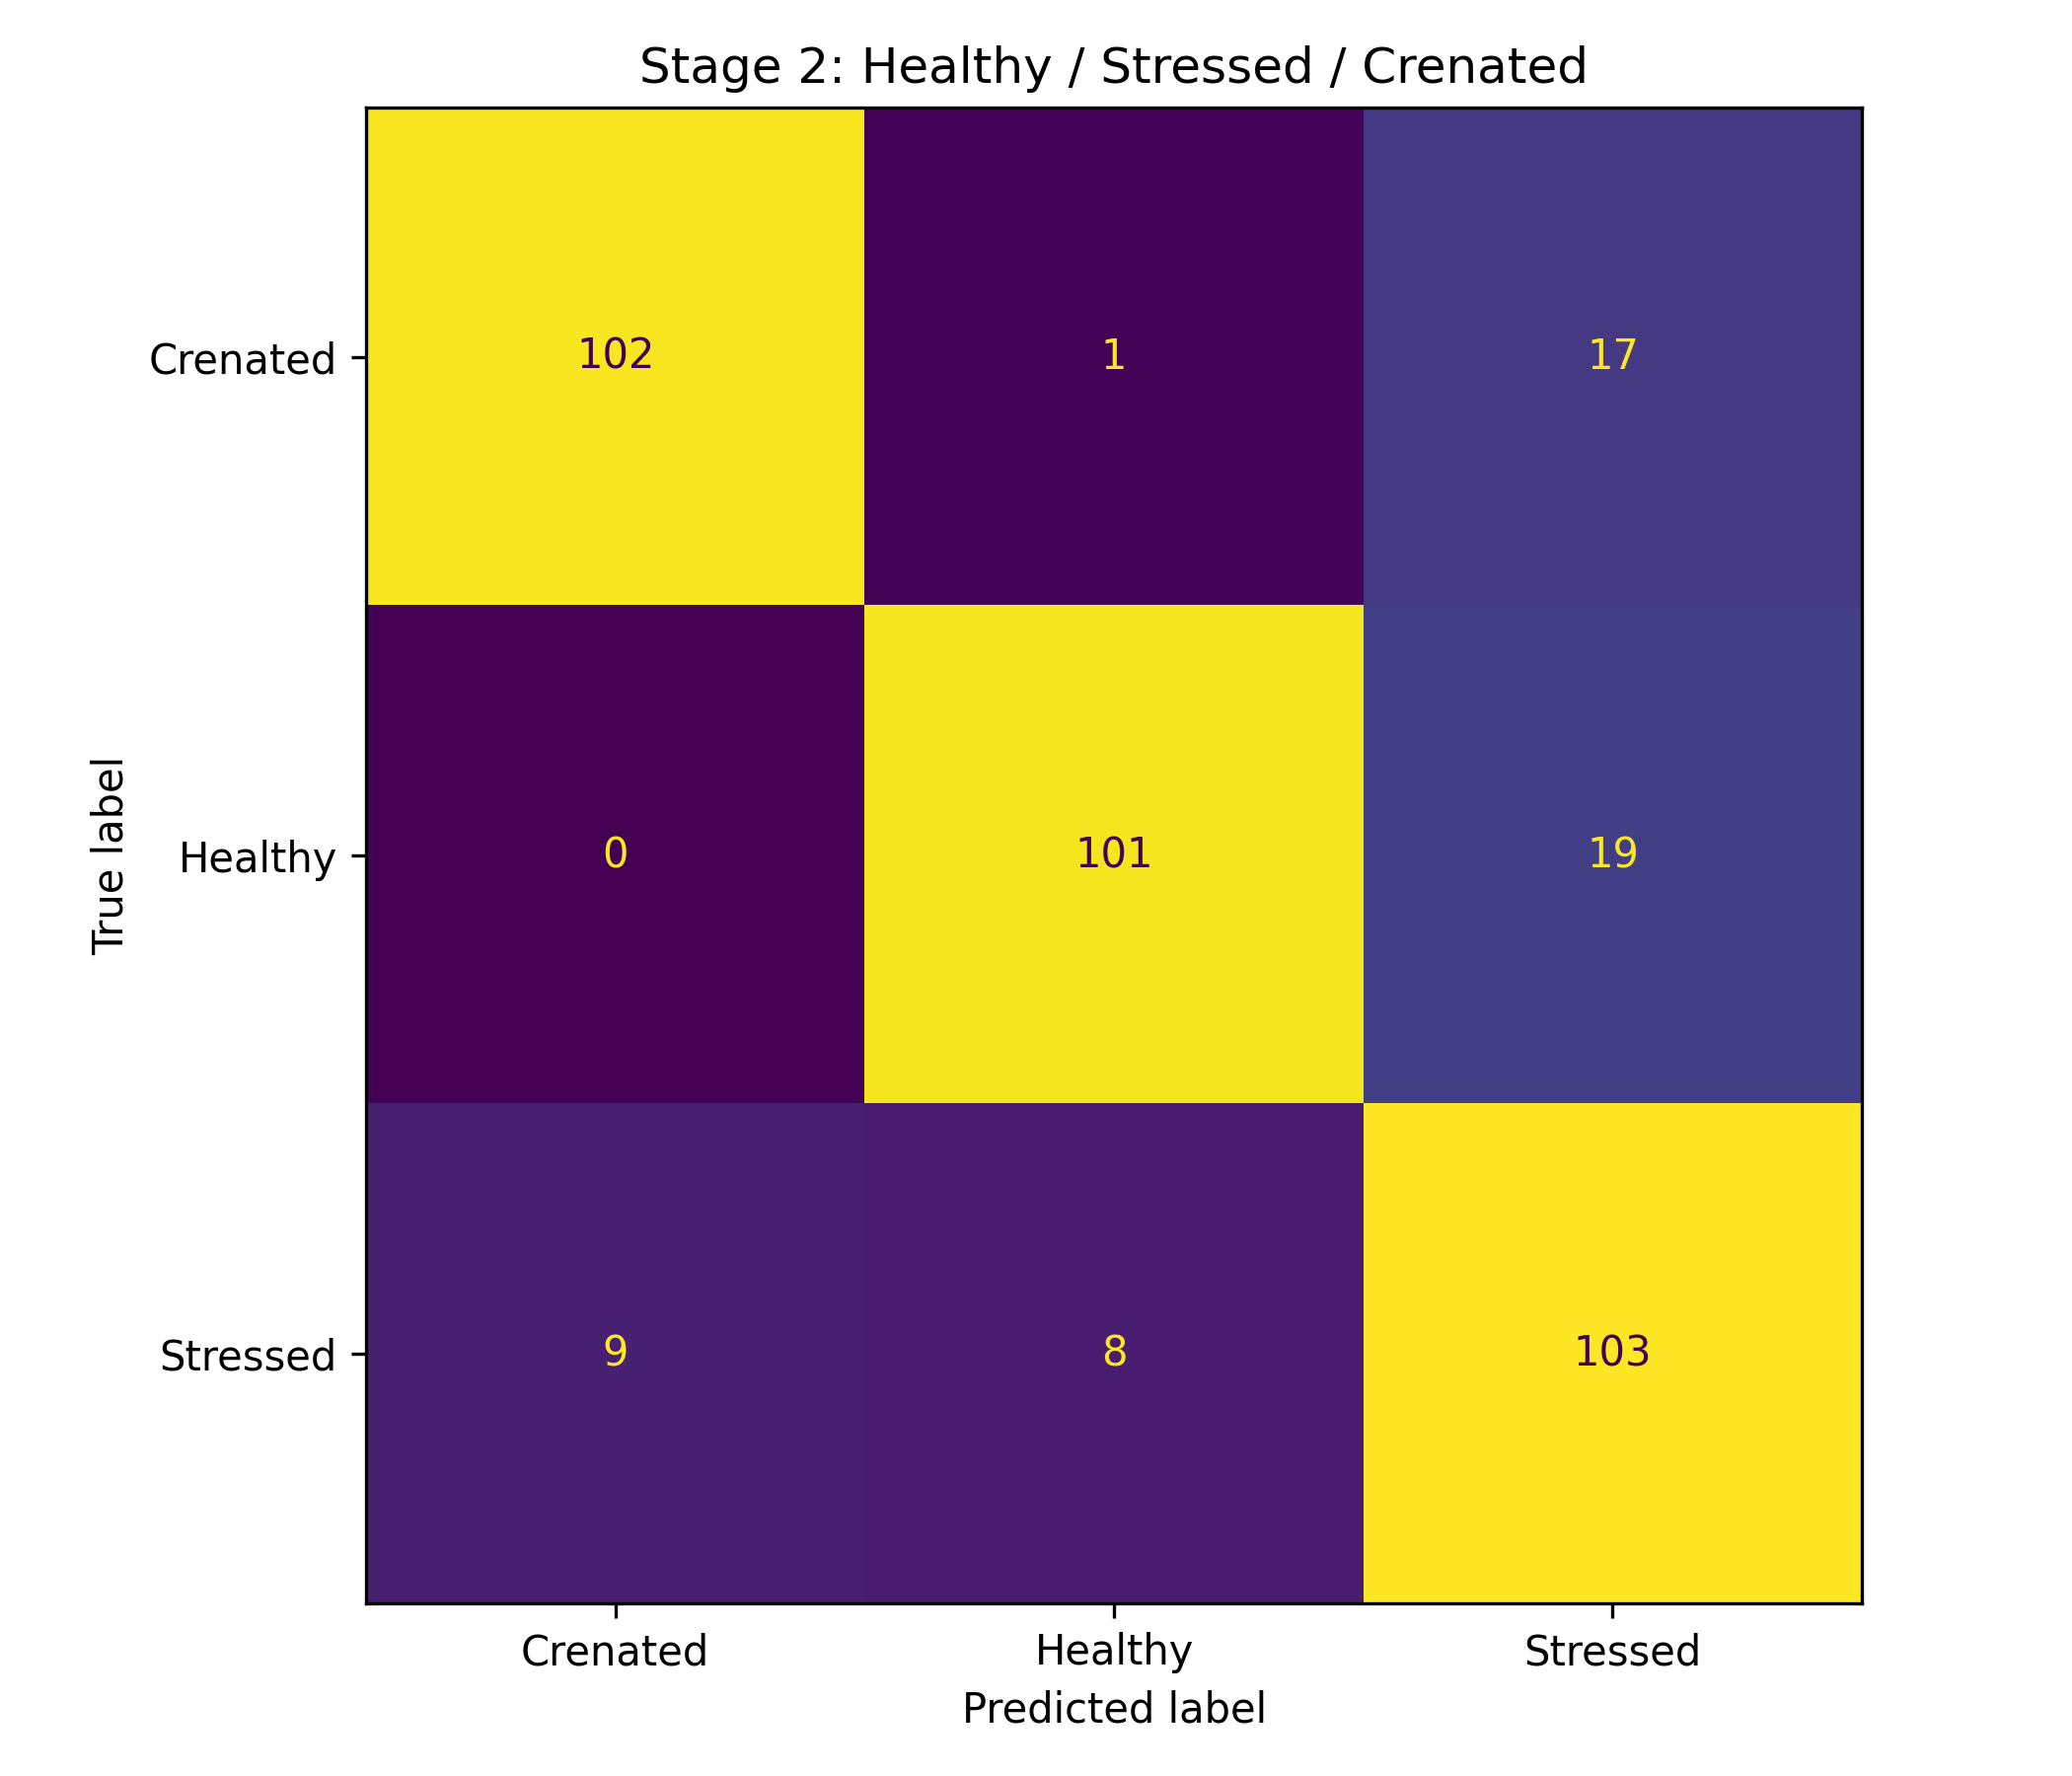 Stage 2: Healthy / Stressed / Crenated
Crenated 102 1 17
Healthy 0 101 19
Stressed 9 8 103
True label
Crenated Healthy Stressed
Predicted label